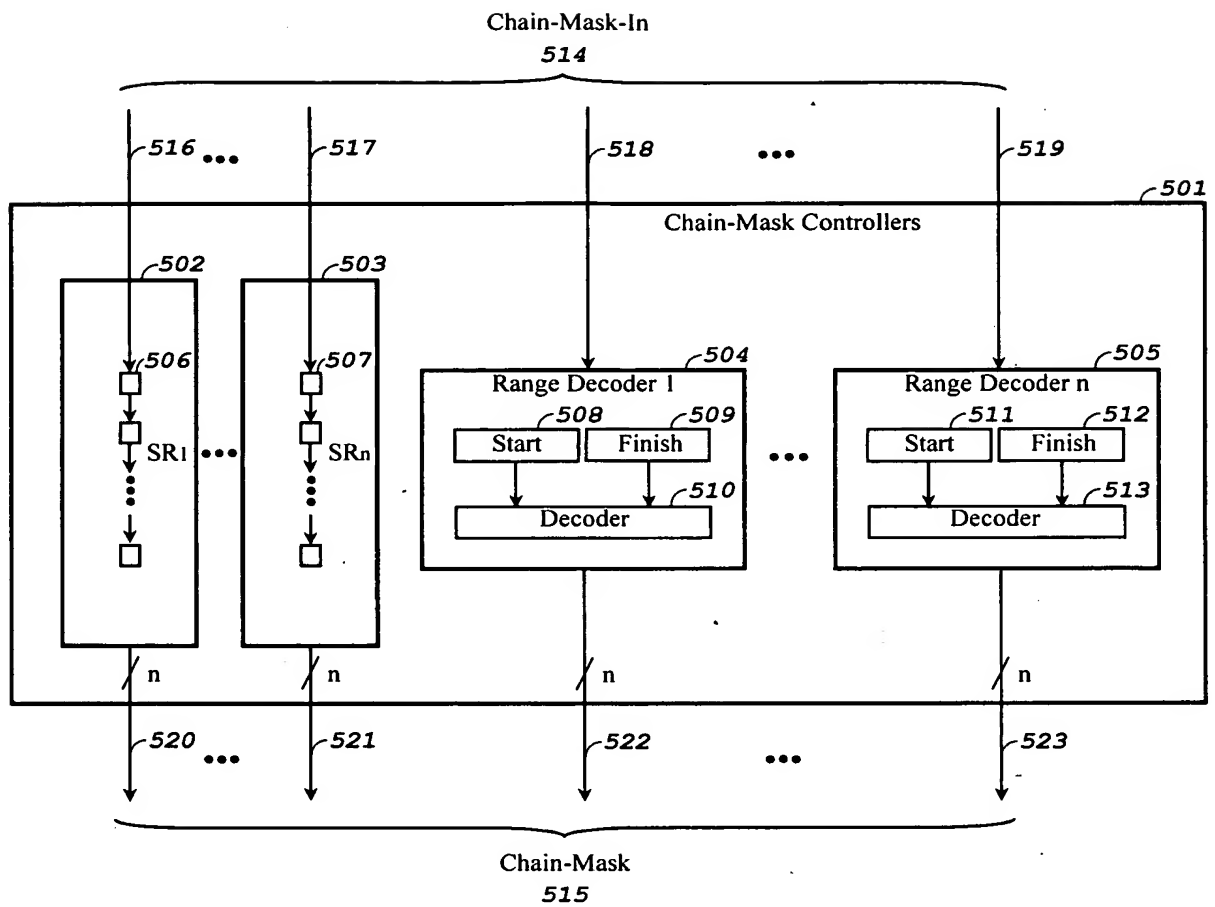 Chain-Mask-In
514
516 ••• 517 518 ••• 519
501
Chain-Mask Controllers
502 503
504 505
506 507
Range Decoder 1 Range Decoder n
508 509 511 512
Start Finish Start Finish
SR1 ••• SRn •••
510 513
Decoder Decoder
n n n n
520 ••• 521 522 ••• 523
Chain-Mask
515